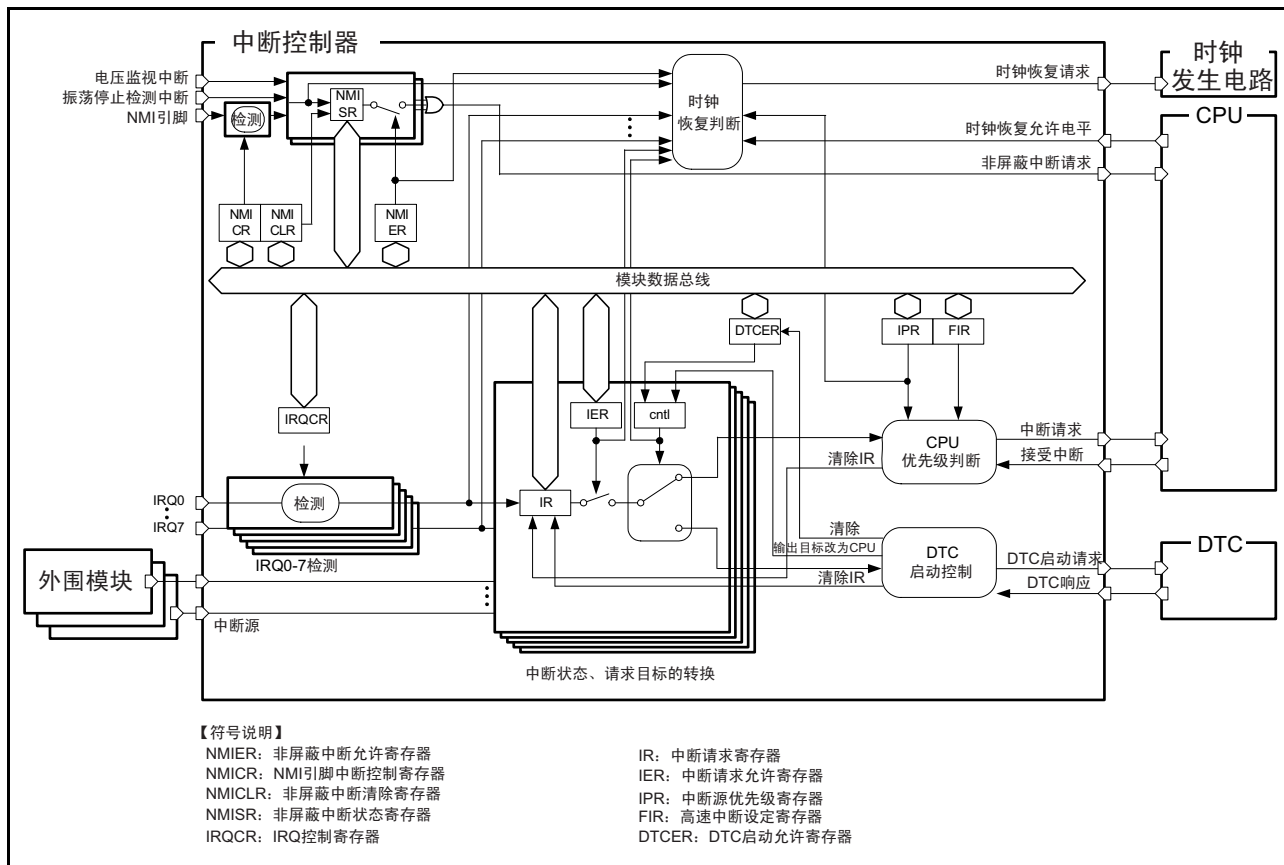 中断控制器
电压监视中断
振荡停止检测中断
NMI引脚
检测
NMI
SR
NMI
CR
NMI
CLR
NMI
ER
时钟
恢复判断
时钟恢复请求
时钟恢复允许电平
非屏蔽中断请求
时钟
发生电路
CPU
模块数据总线
IRQCR
DTCER
IPR
FIR
IER
cntl
IRQ0
IRQ7
检测
IRQ0-7检测
IR
CPU
优先级判断
中断请求
接受中断
清除IR
清除
输出目标改为CPU
清除IR
DTC
启动控制
DTC启动请求
DTC响应
DTC
外围模块
中断源
中断状态、请求目标的转换
【符号说明】
NMIER：非屏蔽中断允许寄存器
NMICR：NMI引脚中断控制寄存器
NMICLR：非屏蔽中断清除寄存器
NMISR：非屏蔽中断状态寄存器
IRQCR：IRQ控制寄存器
IR：中断请求寄存器
IER：中断请求允许寄存器
IPR：中断源优先级寄存器
FIR：高速中断设定寄存器
DTCER：DTC启动允许寄存器